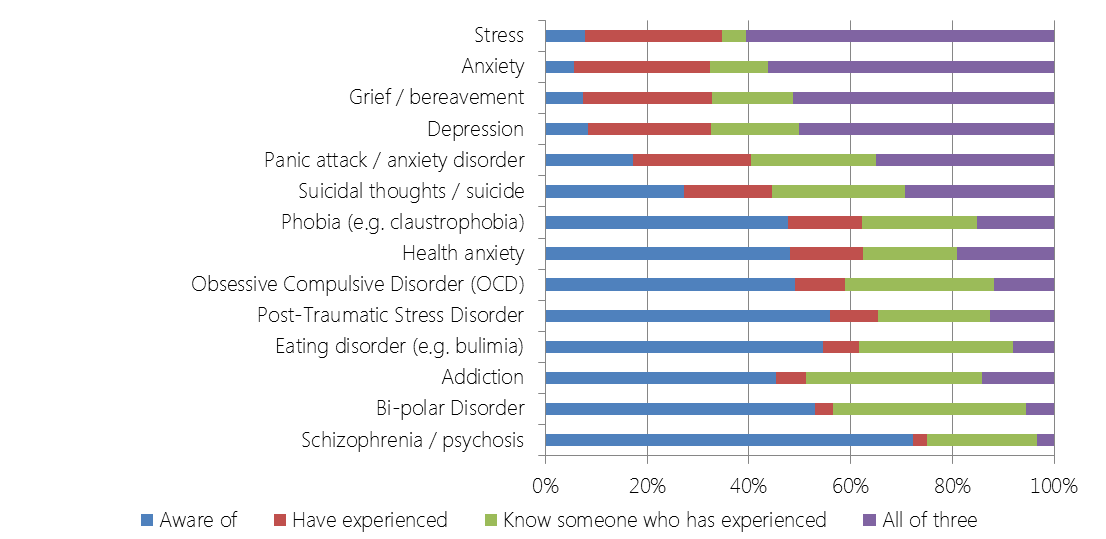 Stress
Anxiety
Grief / bereavement
Depression
Panic attack / anxiety disorder
Suicidal thoughts / suicide
Phobia (e.g. claustrophobia)
Health anxiety
Obsessive Compulsive Disorder (OCD)
Post-Traumatic Stress Disorder
Eating disorder (e.g. bulimia)
Addiction
Bi-polar Disorder
Schizophrenia / psychosis
0% 20% 40% 60% 80% 100%
Aware of Have experienced Know someone who has experienced All of three